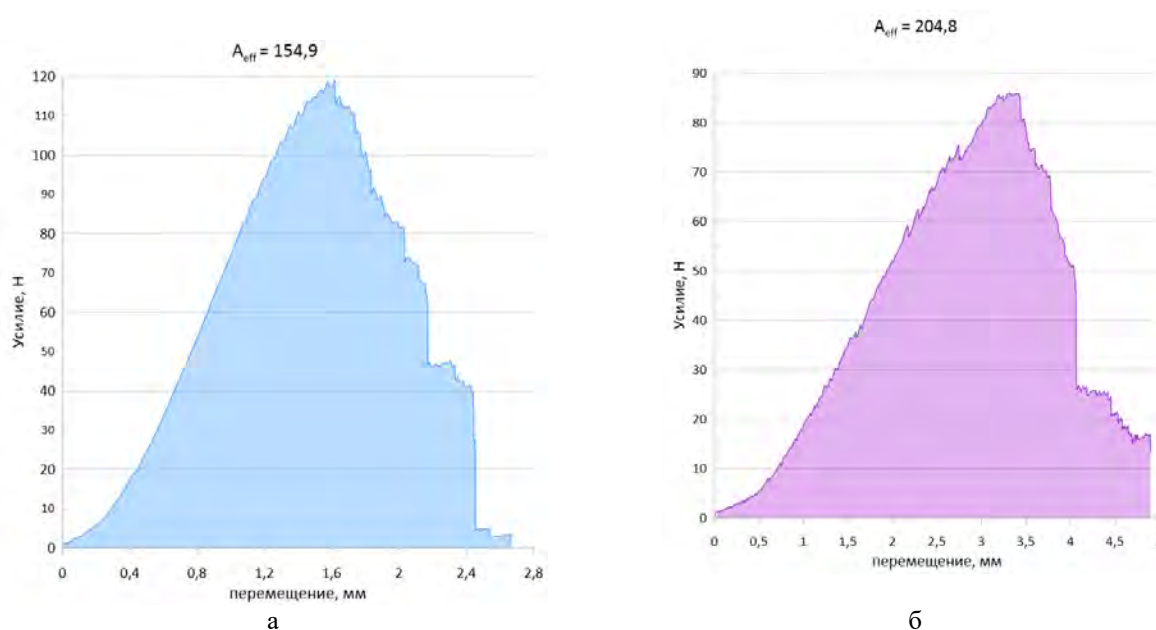 A_eff = 154,9
120
110
100
90
80
70
60
50
40
30
20
10
0
Усилие, Н
0 0,4 0,8 1,2 1,6 2 2,4 2,8
перемещение, мм
а
A_eff = 204,8
90
80
70
60
50
40
30
20
10
0
Усилие, Н
0 0,5 1 1,5 2 2,5 3 3,5 4 4,5
перемещение, мм
б